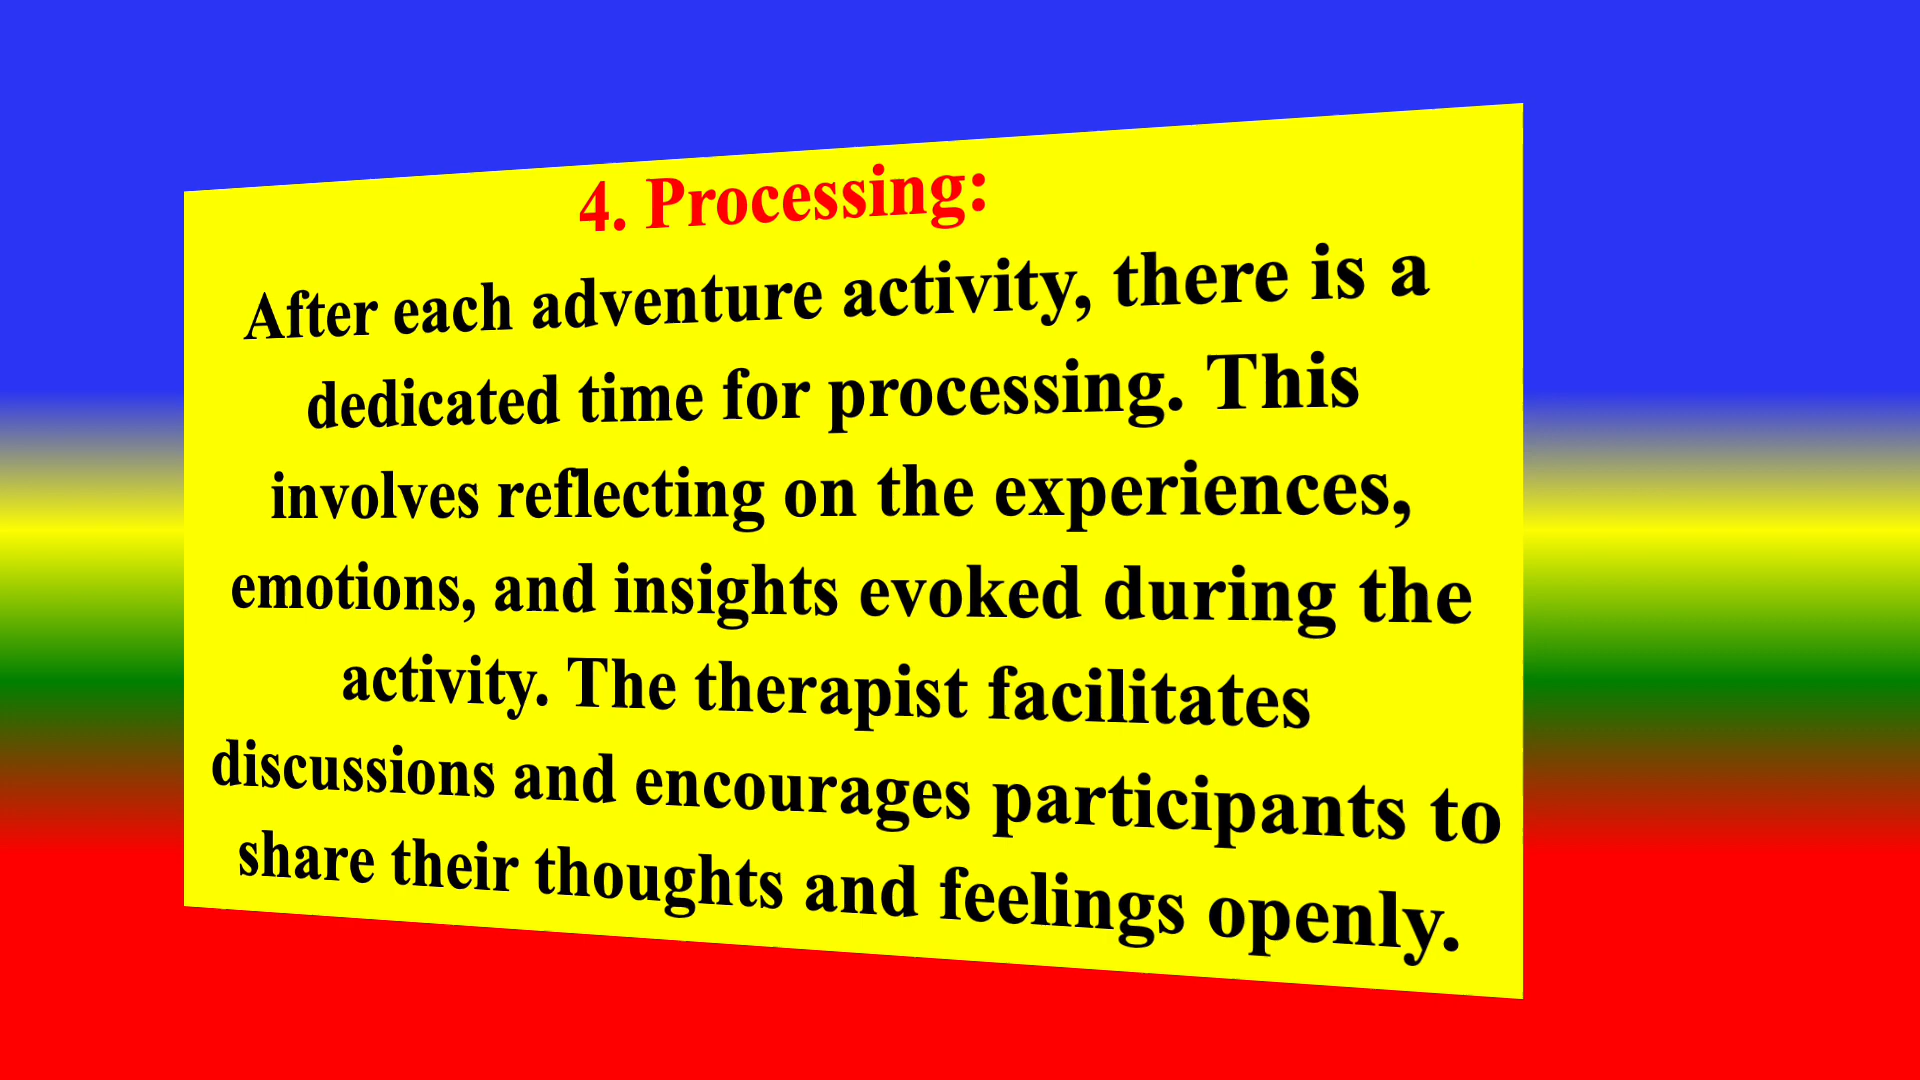 4. Processing:
After each adventure activity, there is a
dedicated time for processing. This
involves reflecting on the experiences,
emotions, and insights evoked during the
activity. The therapist facilitates
discussions and encourages participants to
share their thoughts and feelings openly.